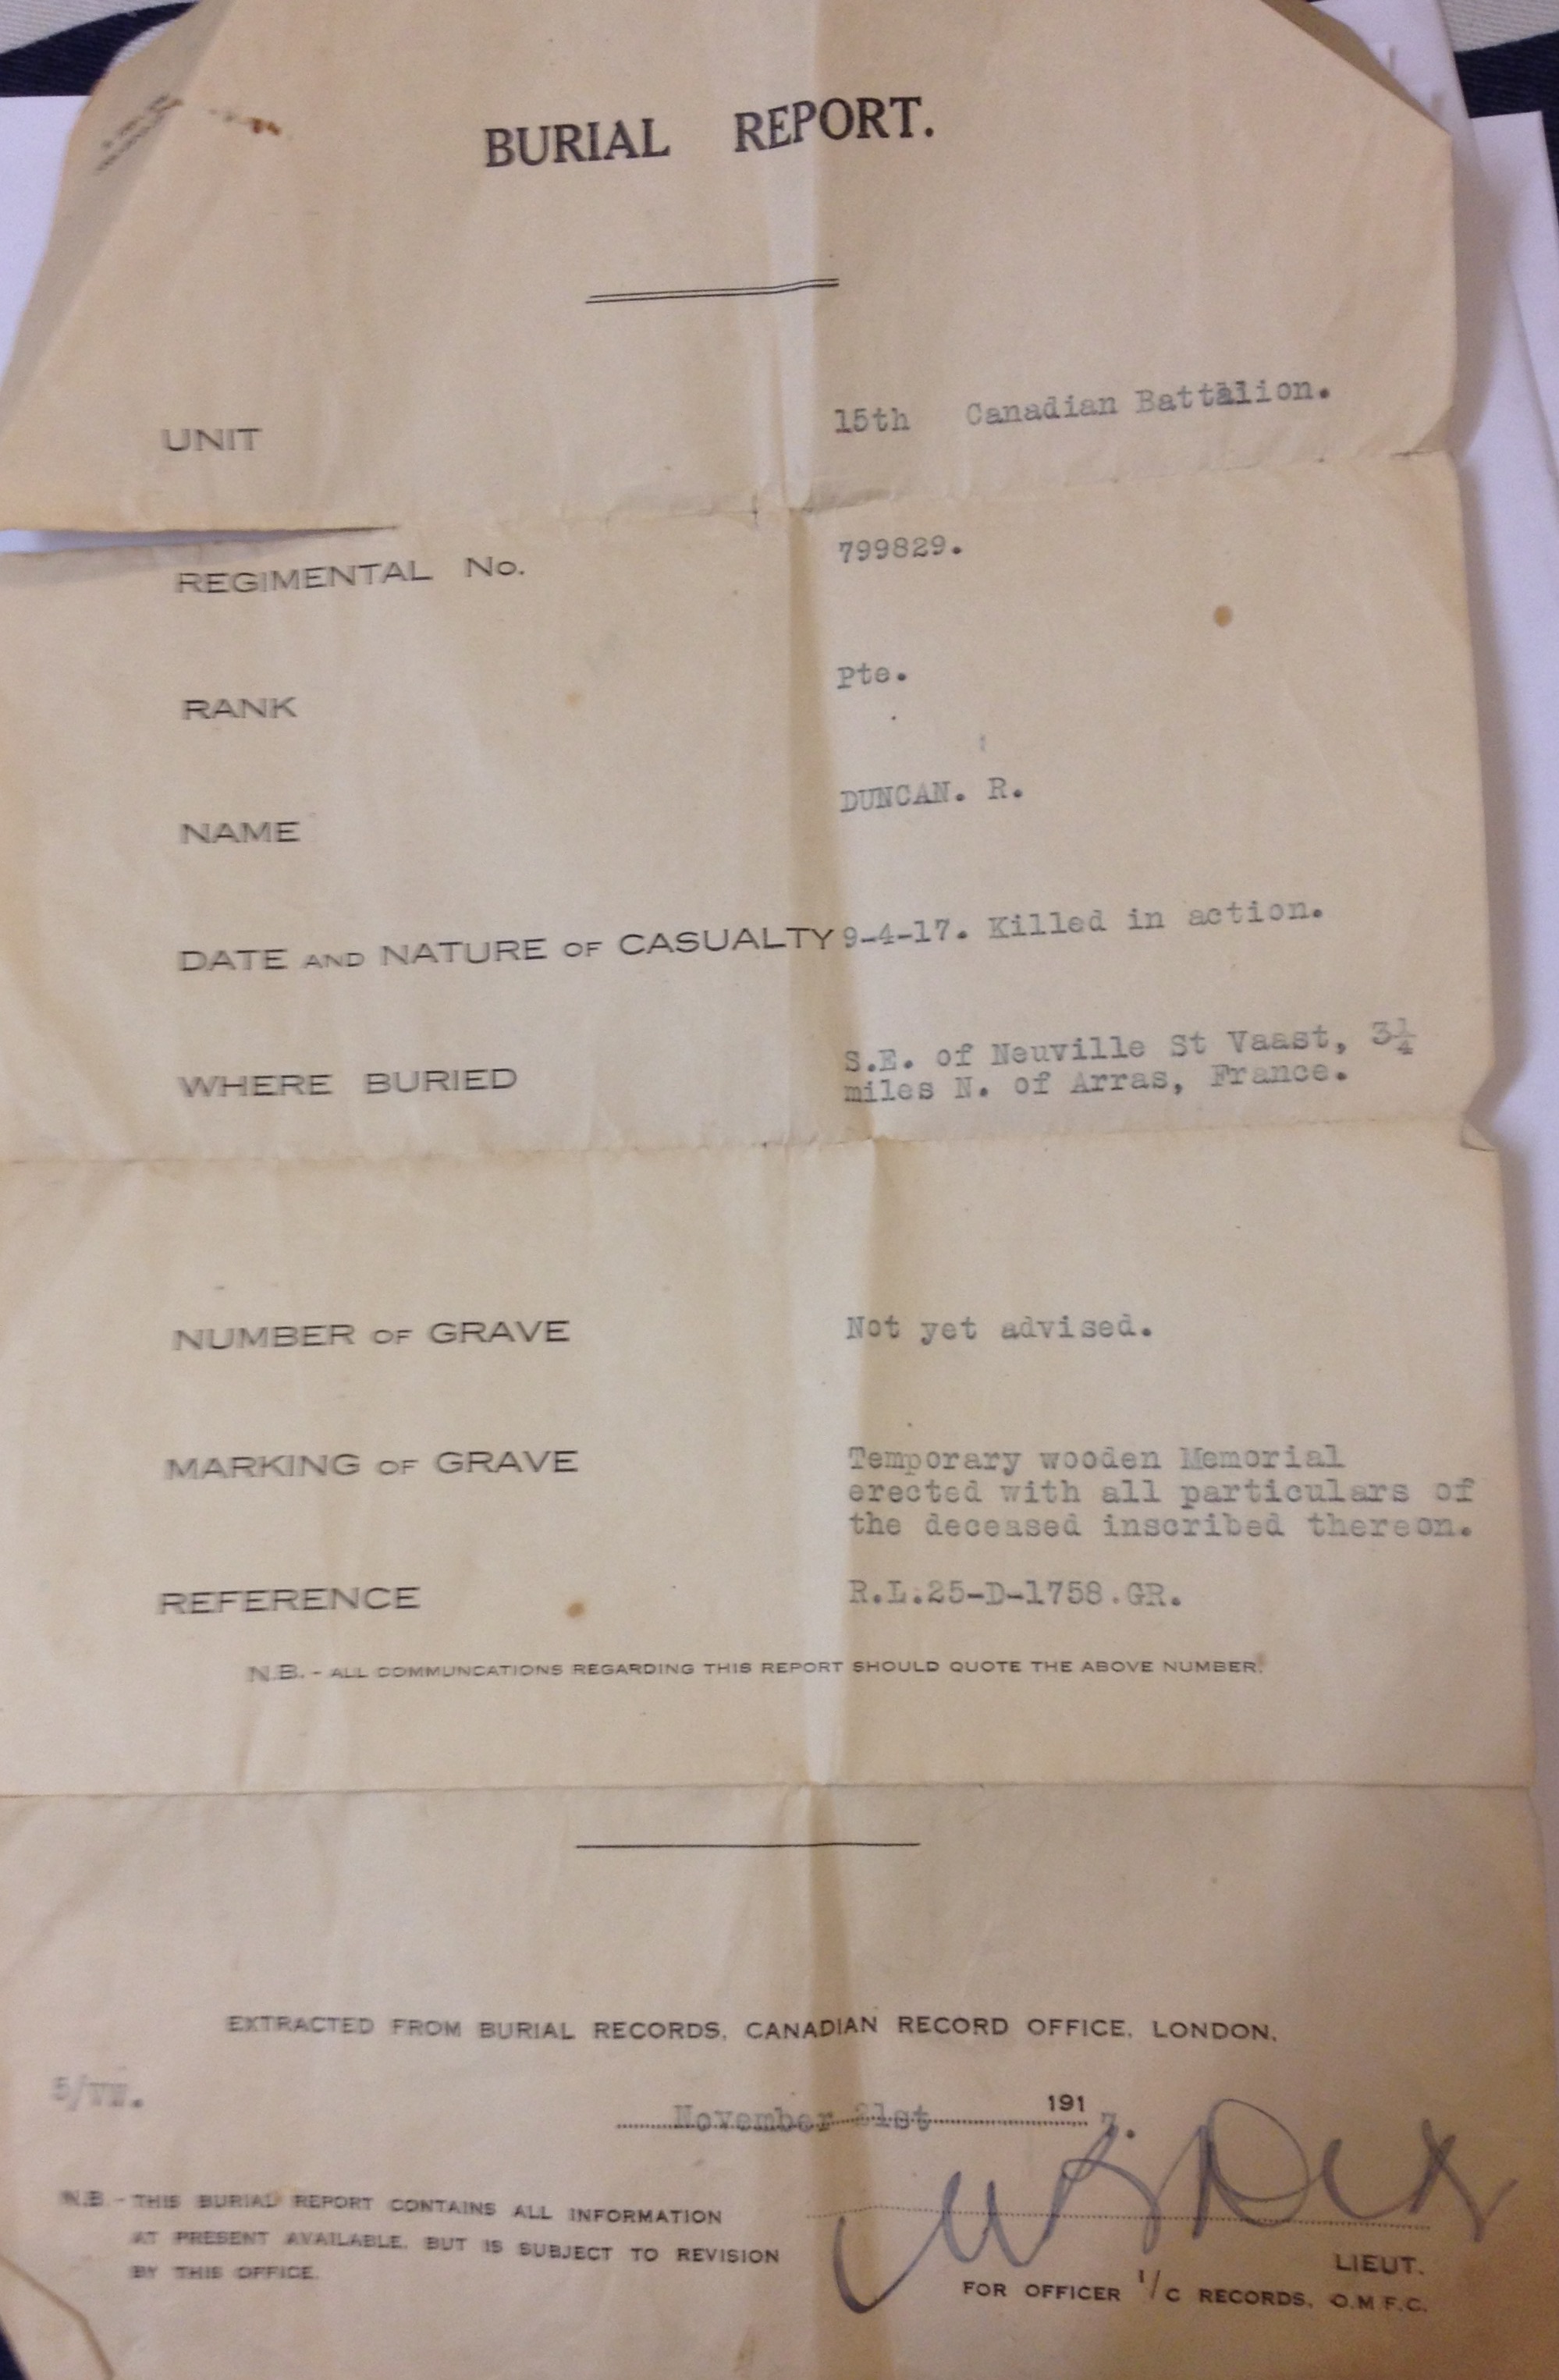 BURIAL REPORT.
UNIT 15th Canadian Battalion.
REGIMENTAL No. 799829.
RANK Pte.
NAME DUNCAN. R.
DATE AND NATURE OF CASUALTY 9-4-17. Killed in action.
WHERE BURIED S.E. of Neuville St Vaast, 3¼
miles N. of Arras, France.
NUMBER OF GRAVE Not yet advised.
MARKING OF GRAVE Temporary wooden Memorial
erected with all particulars of
the deceased inscribed thereon.
REFERENCE R.L.25-D-1758.GR.
N.B. - ALL COMMUNCATIONS REGARDING THIS REPORT SHOULD QUOTE THE ABOVE NUMBER.
EXTRACTED FROM BURIAL RECORDS, CANADIAN RECORD OFFICE, LONDON,
5/VW.
November 21st 1917.
N.B - THIS BURIAL REPORT CONTAINS ALL INFORMATION
AT PRESENT AVAILABLE, BUT IS SUBJECT TO REVISION
BY THIS OFFICE.
LIEUT.
FOR OFFICER I/C RECORDS, O.M.F.C.